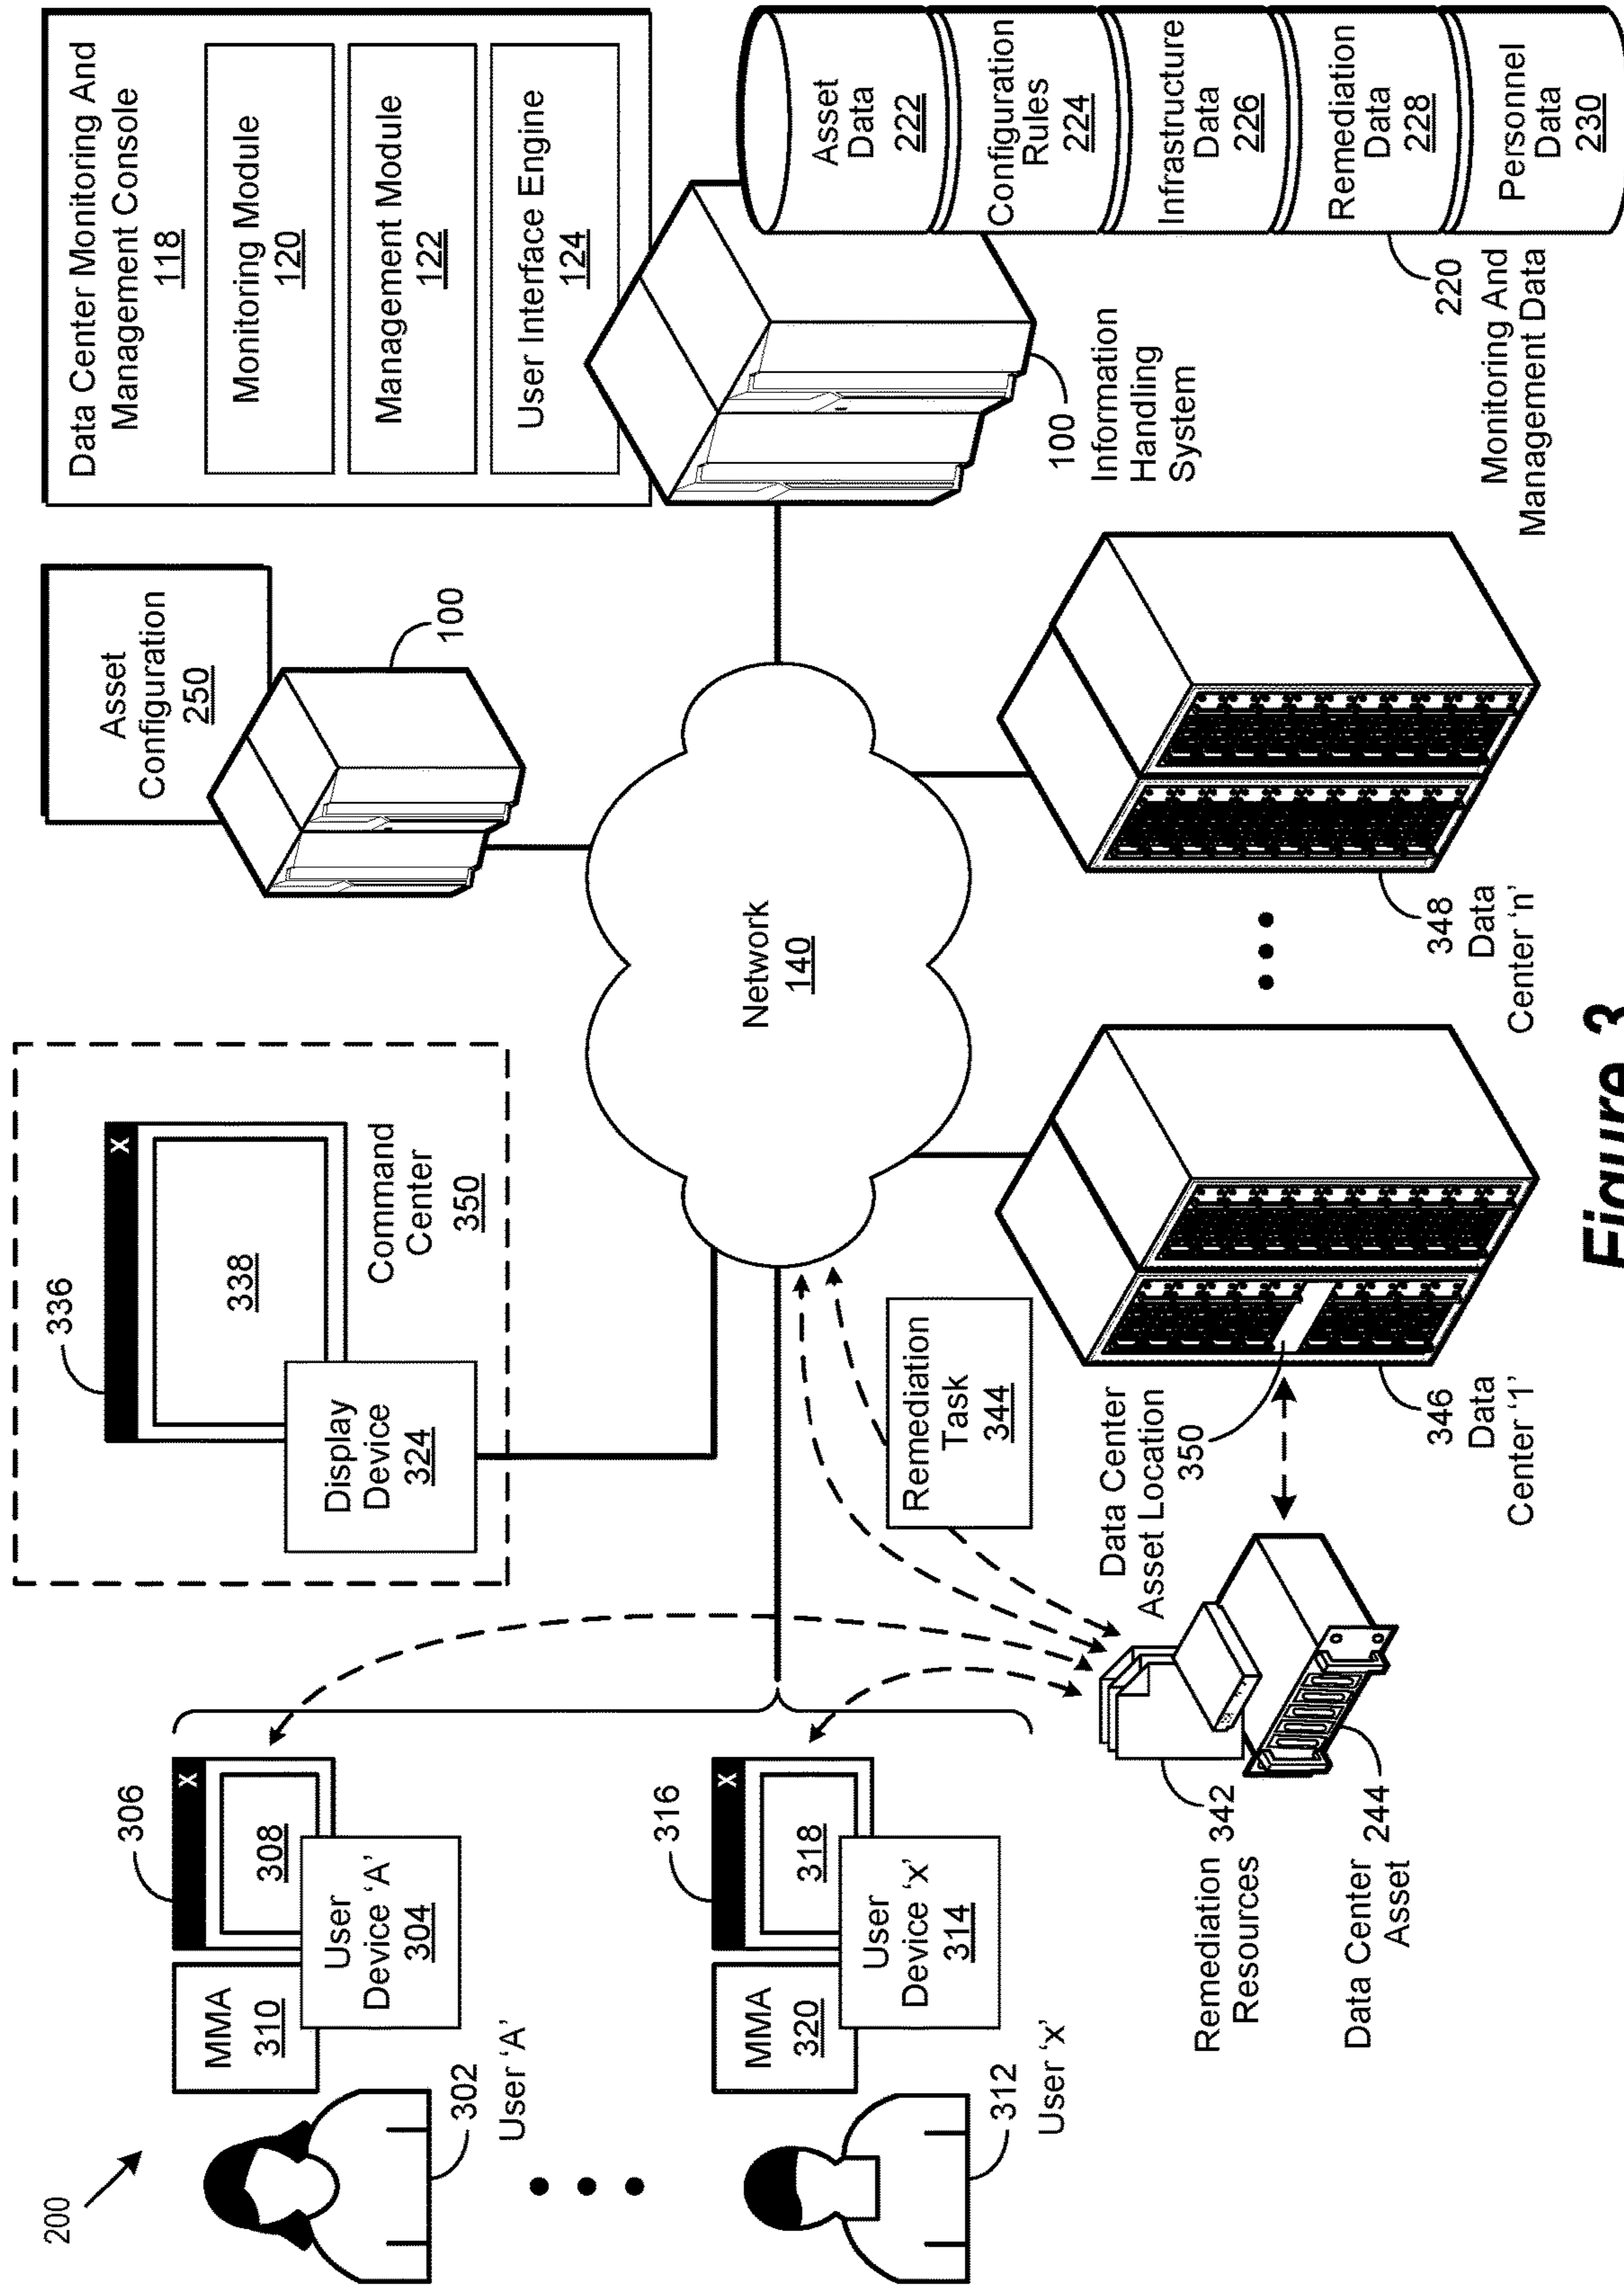 200
302
User 'A'
MMA
310
306
X
308
User
Device 'A'
304
312
User 'x'
MMA
320
316
X
318
User
Device 'x'
314
336
X
338
Display
Device
324
Command
Center
350
Asset
Configuration
250
100
Data Center Monitoring And
Management Console
118
Monitoring Module
120
Management Module
122
User Interface Engine
124
100
Information
Handling
System
Asset
Data
222
Configuration
Rules
224
Infrastructure
Data
226
Remediation
Data
228
Personnel
Data
230
220
Monitoring And
Management Data
Network
140
Remediation
Task
344
Remediation 342
Resources
Data Center 244
Asset
Data Center
Asset Location
350
346
Data
Center '1'
348
Data
Center 'n'
Figure 3